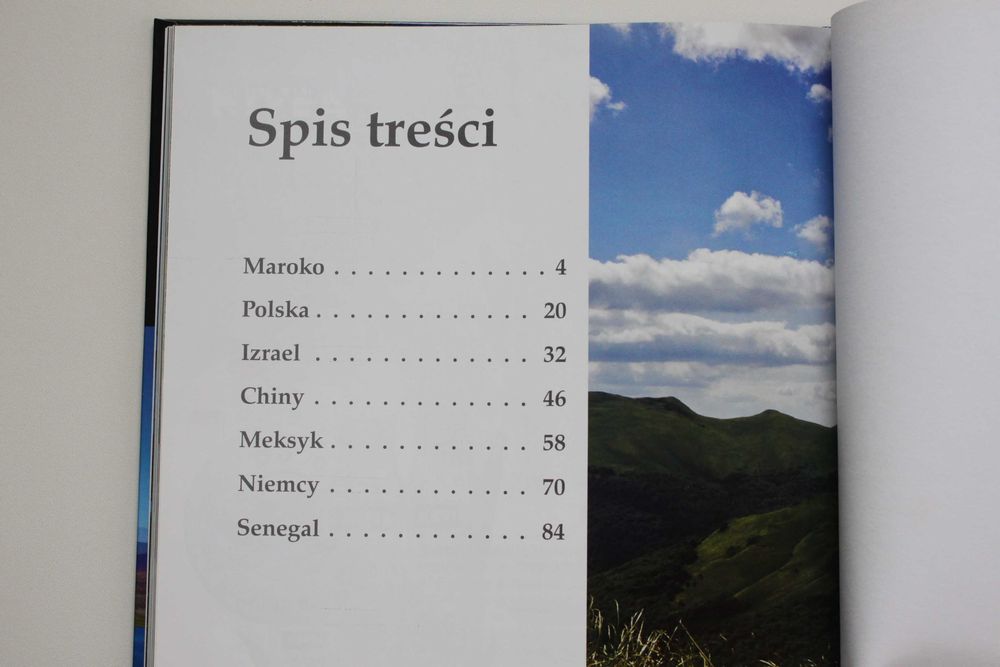 Spis treści
Maroko . . . . . . . . . . . . . 4
Polska . . . . . . . . . . . . . 20
Izrael . . . . . . . . . . . . . 32
Chiny . . . . . . . . . . . . . 46
Meksyk . . . . . . . . . . . . 58
Niemcy . . . . . . . . . . . . 70
Senegal . . . . . . . . . . . . 84